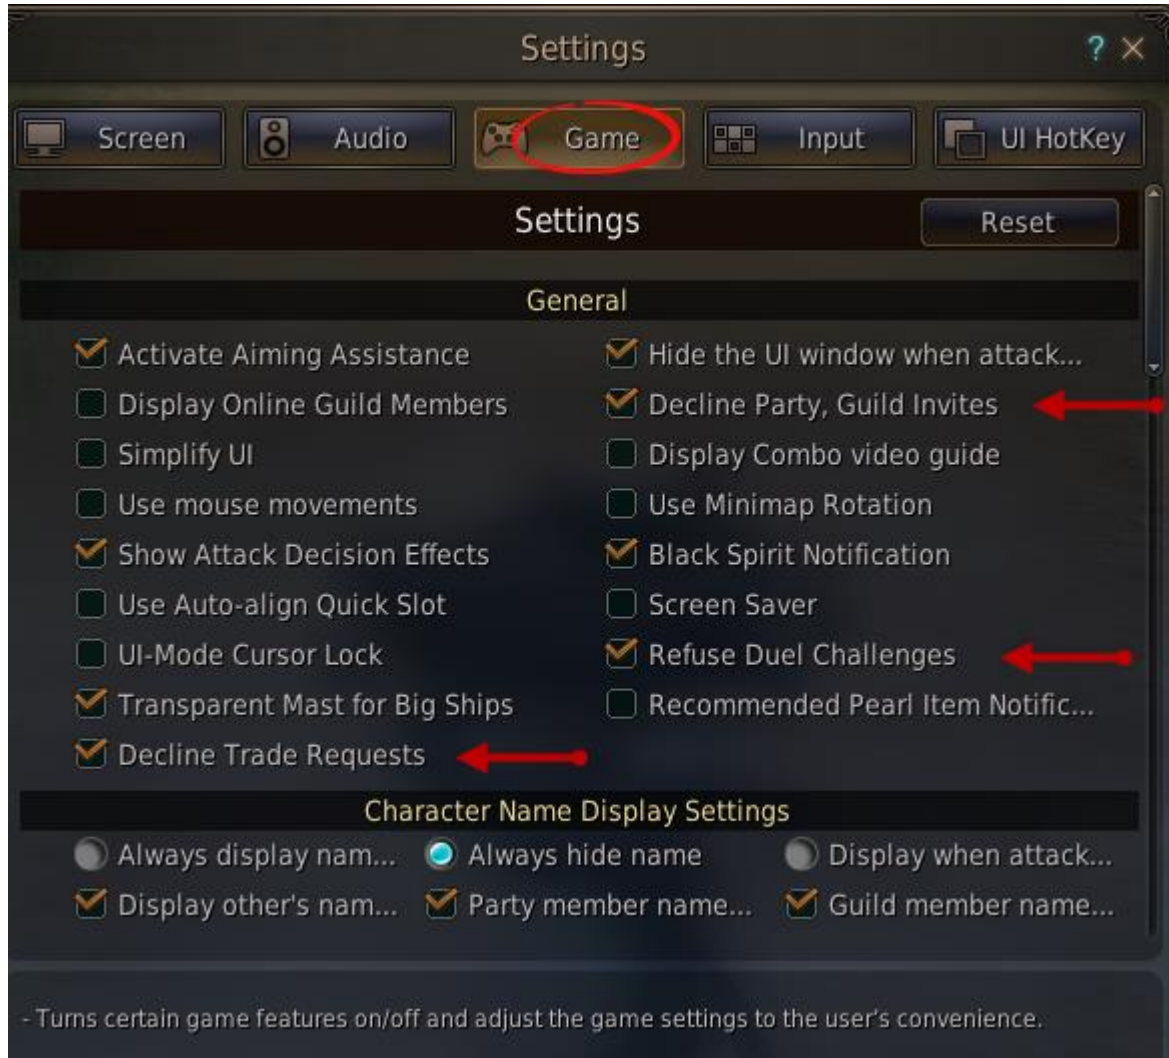 Settings ?
Screen Audio Game Input UI HotKey
Settings Reset
General
Activate Aiming Assistance Hide the UI window when attack...
Display Online Guild Members Decline Party, Guild Invites
Simplify UI Display Combo video guide
Use mouse movements Use Minimap Rotation
Show Attack Decision Effects Black Spirit Notification
Use Auto-align Quick Slot Screen Saver
UI-Mode Cursor Lock Refuse Duel Challenges
Transparent Mast for Big Ships Recommended Pearl Item Notific...
Decline Trade Requests
Character Name Display Settings
Always display nam... Always hide name Display when attack...
Display other's nam... Party member name... Guild member name...
- Turns certain game features on/off and adjust the game settings to the user's convenience.